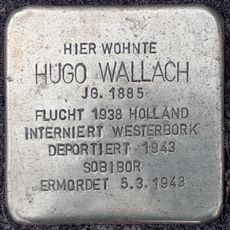 HIER WOHNTE
HUGO WALLACH
JG. 1885
FLUCHT 1938 HOLLAND
INTERNIERT WESTERBORK
DEPORTIERT 1943
SOBIBOR
ERMORDET 5.3.1943